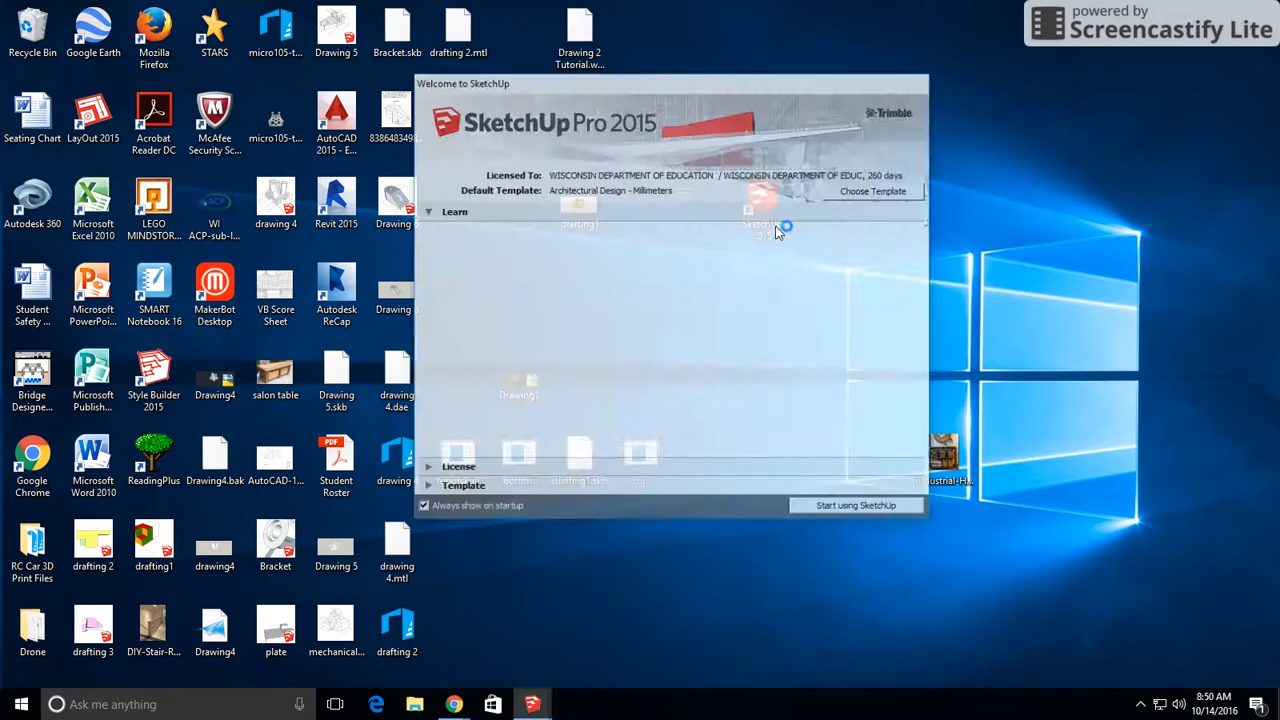 powered by
Screencastify Lite
Recycle Bin
Google Earth
Mozilla
Firefox
STARS
micro105-t...
Drawing 5
Bracket.skb
drafting 2.mtl
Drawing 2
Tutorial.w...
Welcome to SketchUp
SketchUp Pro 2015
Trimble
Licensed To: WISCONSIN DEPARTMENT OF EDUCATION / WISCONSIN DEPARTMENT OF EDUC, 260 days
Default Template: Architectural Design - Millimeters
Choose Template
Learn
License
Template
Always show on startup
Start using SketchUp
Seating Chart
LayOut 2015
Acrobat
Reader DC
McAfee
Security Sc...
micro105-t...
AutoCAD
2015 - E...
8386483498...
Autodesk 360
Microsoft
Excel 2010
LEGO
MINDSTOR...
WI
ACP-sub-l...
drawing 4
Revit 2015
Drawing
drafting1
Student
Safety ...
Microsoft
PowerPoi...
SMART
Notebook 16
MakerBot
Desktop
VB Score
Sheet
Autodesk
ReCap
Drawing
Bridge
Designe...
Microsoft
Publish...
Style Builder
2015
Drawing4
salon table
Drawing
5.skb
drawing
4.dae
Drawing1
Google
Chrome
Microsoft
Word 2010
ReadingPlus
Drawing4.bak
AutoCAD-1...
PDF
Student
Roster
drawing 4
bottom
top
Industrial-H...
RC Car 3D
Print Files
drafting 2
drafting1
drawing4
Bracket
Drawing 5
drawing
4.mtl
Drone
drafting 3
DIY-Stair-R...
Drawing4
plate
mechanical...
drafting 2
Ask me anything
8:50 AM
10/14/2016